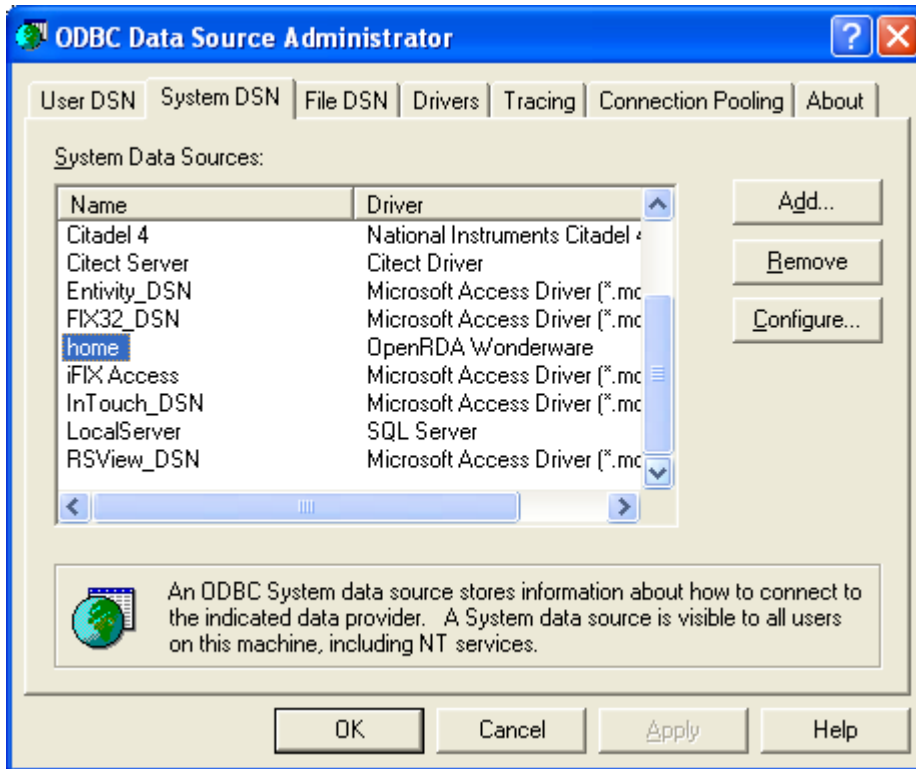 ODBC Data Source Administrator
User DSN System DSN File DSN Drivers Tracing Connection Pooling About
System Data Sources:
Name Driver
Citadel 4 National Instruments Citadel 4
Citect Server Citect Driver
Entivity_DSN Microsoft Access Driver (*.mc
FIX32_DSN Microsoft Access Driver (*.mc
home OpenRDA Wonderware
iFIX Access Microsoft Access Driver (*.mc
InTouch_DSN Microsoft Access Driver (*.mc
LocalServer SQL Server
RSView_DSN Microsoft Access Driver (*.mc
Add...
Remove
Configure...
An ODBC System data source stores information about how to connect to
the indicated data provider. A System data source is visible to all users
on this machine, including NT services.
OK Cancel Apply Help